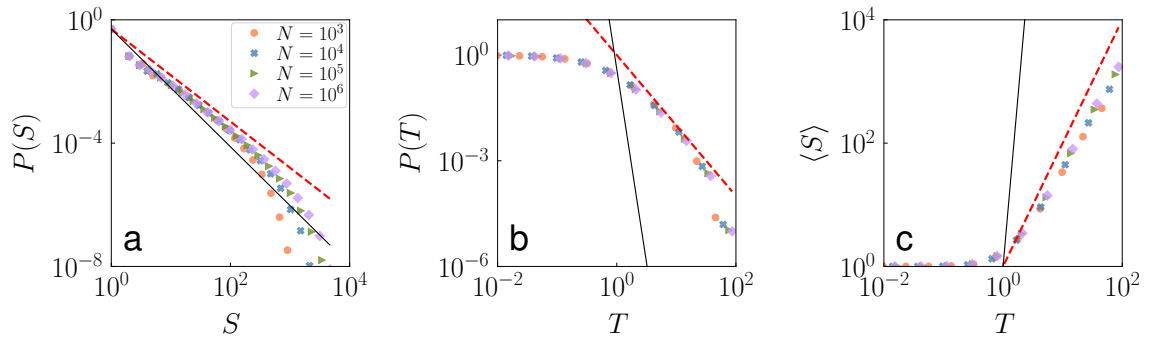 10^0
10^{-4}
10^{-8}
P(S)
10^0
10^2
10^4
S
a
N = 10^3
N = 10^4
N = 10^5
N = 10^6
10^0
10^{-3}
10^{-6}
P(T)
10^{-2}
10^0
10^2
T
b
10^4
10^2
10^0
⟨S⟩
10^{-2}
10^0
10^2
T
c